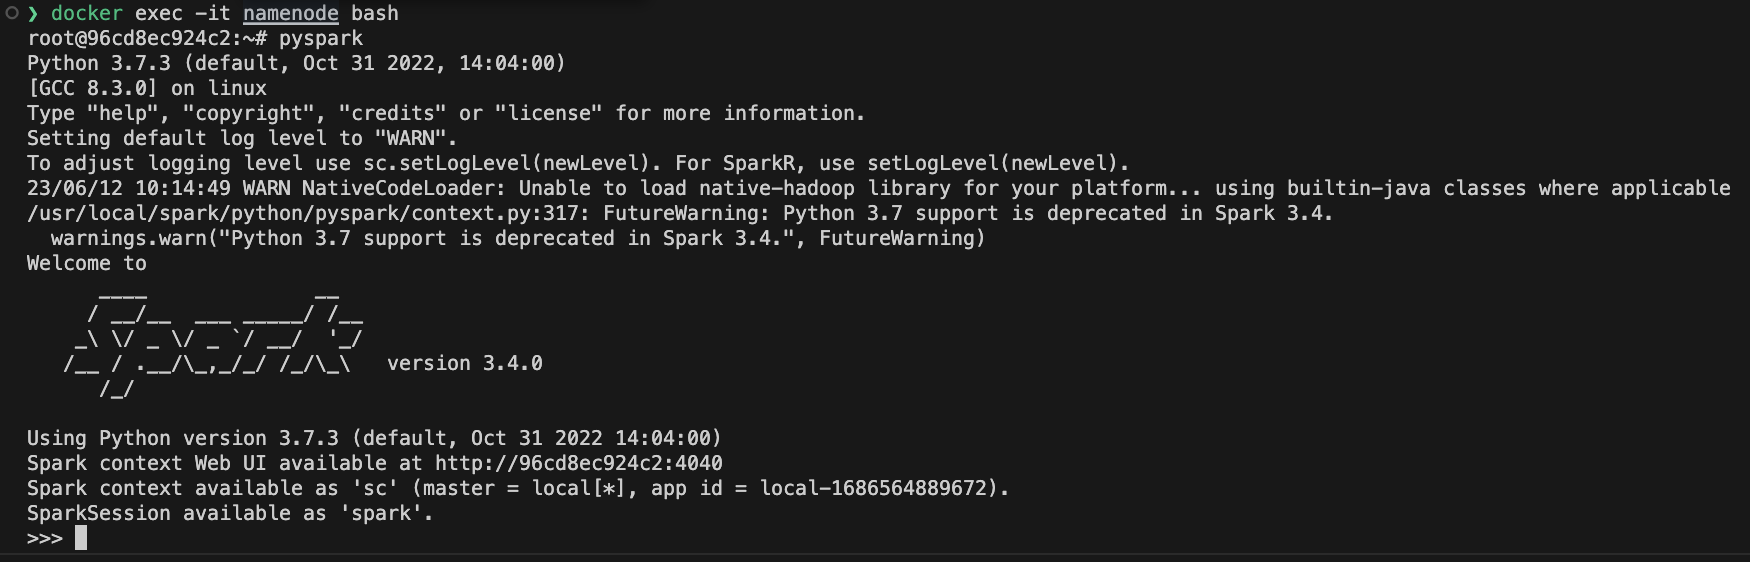 ❯ docker exec -it namenode bash
root@96cd8ec924c2:~# pyspark
Python 3.7.3 (default, Oct 31 2022, 14:04:00)
[GCC 8.3.0] on linux
Type "help", "copyright", "credits" or "license" for more information.
Setting default log level to "WARN".
To adjust logging level use sc.setLogLevel(newLevel). For SparkR, use setLogLevel(newLevel).
23/06/12 10:14:49 WARN NativeCodeLoader: Unable to load native-hadoop library for your platform... using builtin-java classes where applicable
/usr/local/spark/python/pyspark/context.py:317: FutureWarning: Python 3.7 support is deprecated in Spark 3.4.
  warnings.warn("Python 3.7 support is deprecated in Spark 3.4.", FutureWarning)
Welcome to
      ____              __
     / __/__  ___ _____/ /__
    _\ \/ _ \/ _ `/ __/  '_/
   /__ / .__/\_,_/_/ /_/\_\   version 3.4.0
      /_/
Using Python version 3.7.3 (default, Oct 31 2022 14:04:00)
Spark context Web UI available at http://96cd8ec924c2:4040
Spark context available as 'sc' (master = local[*], app id = local-1686564889672).
SparkSession available as 'spark'.
>>>